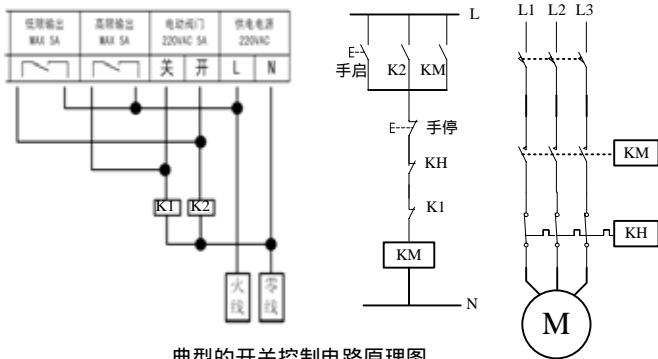 低限输出 高限输出 电动阀门 供电电源
MAX 5A MAX 5A 220VAC 5A 220VAC
关 开 L N
K1 K2
火线 零线
L
手启 K2 KM
手停
KH
K1
KM
N
L1 L2 L3
KM
KH
M
典型的开关控制电路原理图